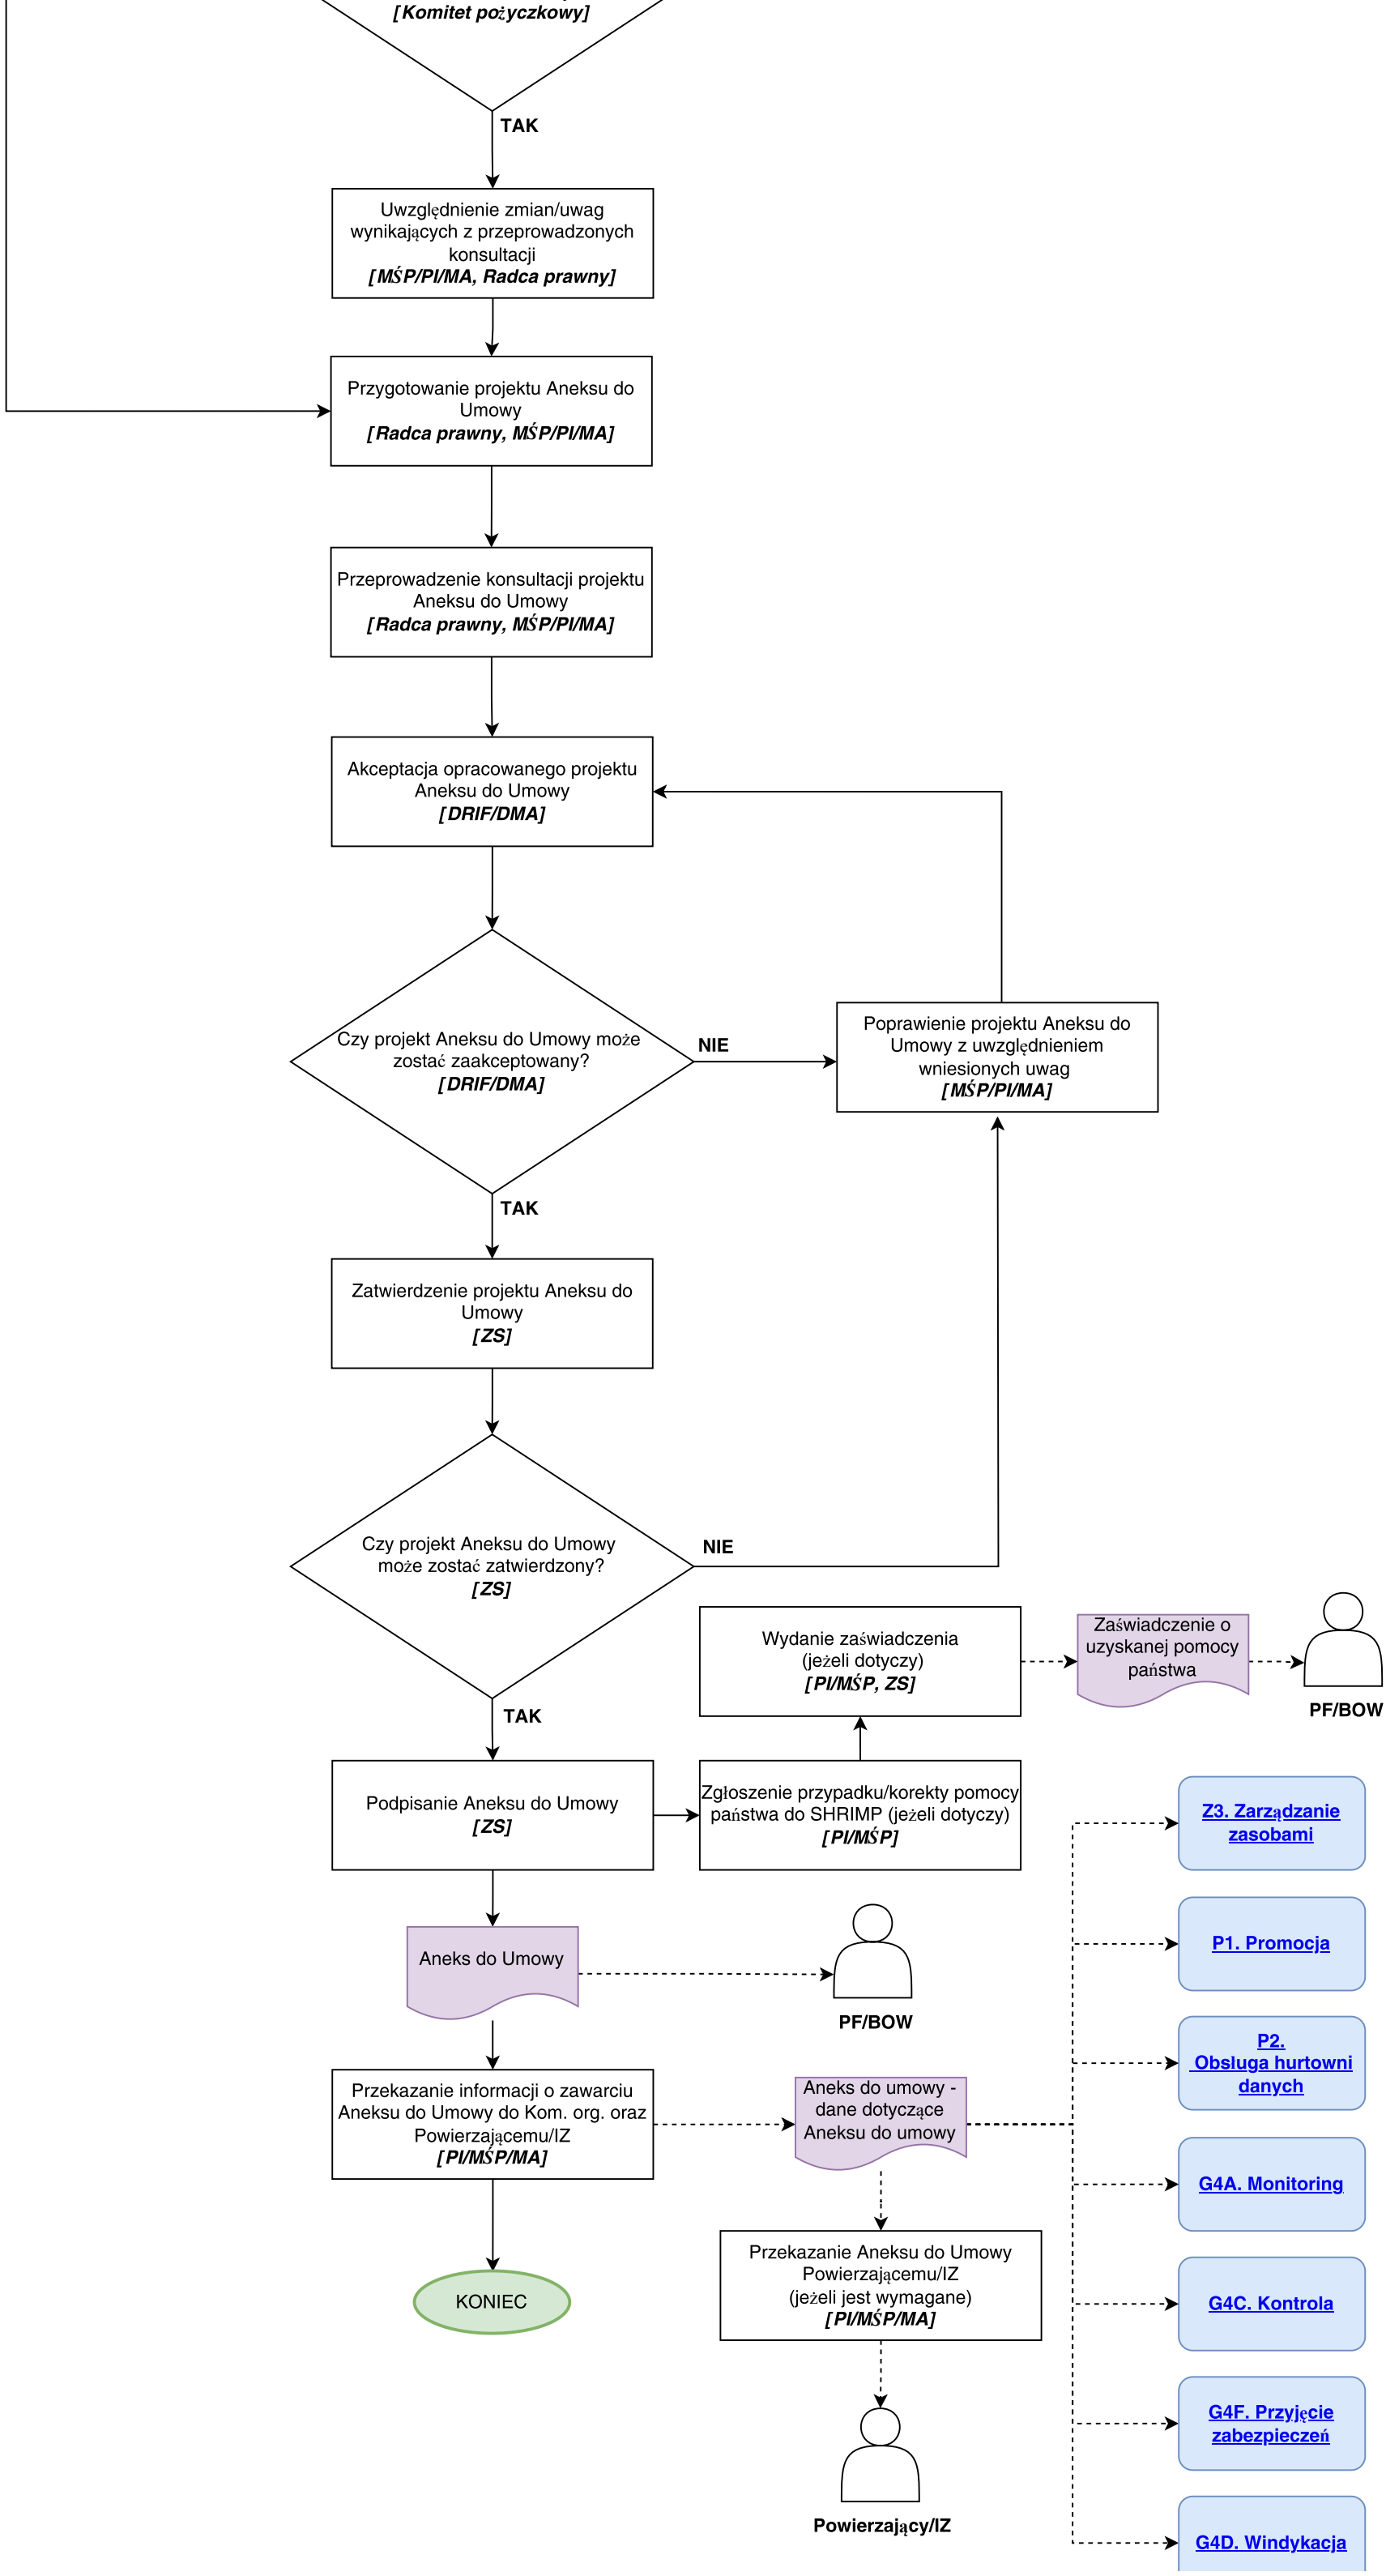 [Komitet pożyczkowy]
TAK
Uwzględnienie zmian/uwag
wynikających z przeprowadzonych
konsultacji
[MŚP/PI/MA, Radca prawny]
Przygotowanie projektu Aneksu do
Umowy
[Radca prawny, MŚP/PI/MA]
Przeprowadzenie konsultacji projektu
Aneksu do Umowy
[Radca prawny, MŚP/PI/MA]
Akceptacja opracowanego projektu
Aneksu do Umowy
[DRIF/DMA]
Czy projekt Aneksu do Umowy może
zostać zaakceptowany?
[DRIF/DMA]
NIE
Poprawienie projektu Aneksu do
Umowy z uwzględnieniem
wniesionych uwag
[MŚP/PI/MA]
TAK
Zatwierdzenie projektu Aneksu do
Umowy
[ZS]
Czy projekt Aneksu do Umowy
może zostać zatwierdzony?
[ZS]
NIE
Wydanie zaświadczenia
(jeżeli dotyczy)
[PI/MŚP, ZS]
Zaświadczenie o
uzyskanej pomocy
państwa
PF/BOW
TAK
Podpisanie Aneksu do Umowy
[ZS]
Zgłoszenie przypadku/korekty pomocy
państwa do SHRIMP (jeżeli dotyczy)
[PI/MŚP]
Z3. Zarządzanie
zasobami
Aneks do Umowy
PF/BOW
P1. Promocja
P2.
Obsługa hurtowni
danych
Przekazanie informacji o zawarciu
Aneksu do Umowy do Kom. org. oraz
Powierzającemu/IZ
[PI/MŚP/MA]
Aneks do umowy -
dane dotyczące
Aneksu do umowy
G4A. Monitoring
Przekazanie Aneksu do Umowy
Powierzającemu/IZ
(jeżeli jest wymagane)
[PI/MŚP/MA]
KONIEC
G4C. Kontrola
G4F. Przyjęcie
zabezpieczeń
Powierzający/IZ
G4D. Windykacja